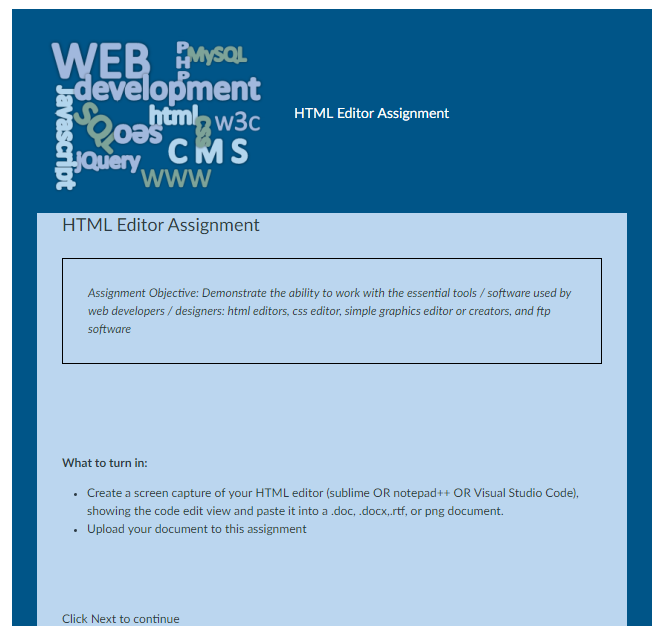 WEB
PHP
MySQL
development
Javascript
SQL
seo
html
CSS
w3c
jQuery
CMS
WWW
HTML Editor Assignment
HTML Editor Assignment
Assignment Objective: Demonstrate the ability to work with the essential tools / software used by
web developers / designers: html editors, css editor, simple graphics editor or creators, and ftp
software
What to turn in:
• Create a screen capture of your HTML editor (sublime OR notepad++ OR Visual Studio Code),
showing the code edit view and paste it into a .doc, .docx,.rtf, or png document.
• Upload your document to this assignment
Click Next to continue